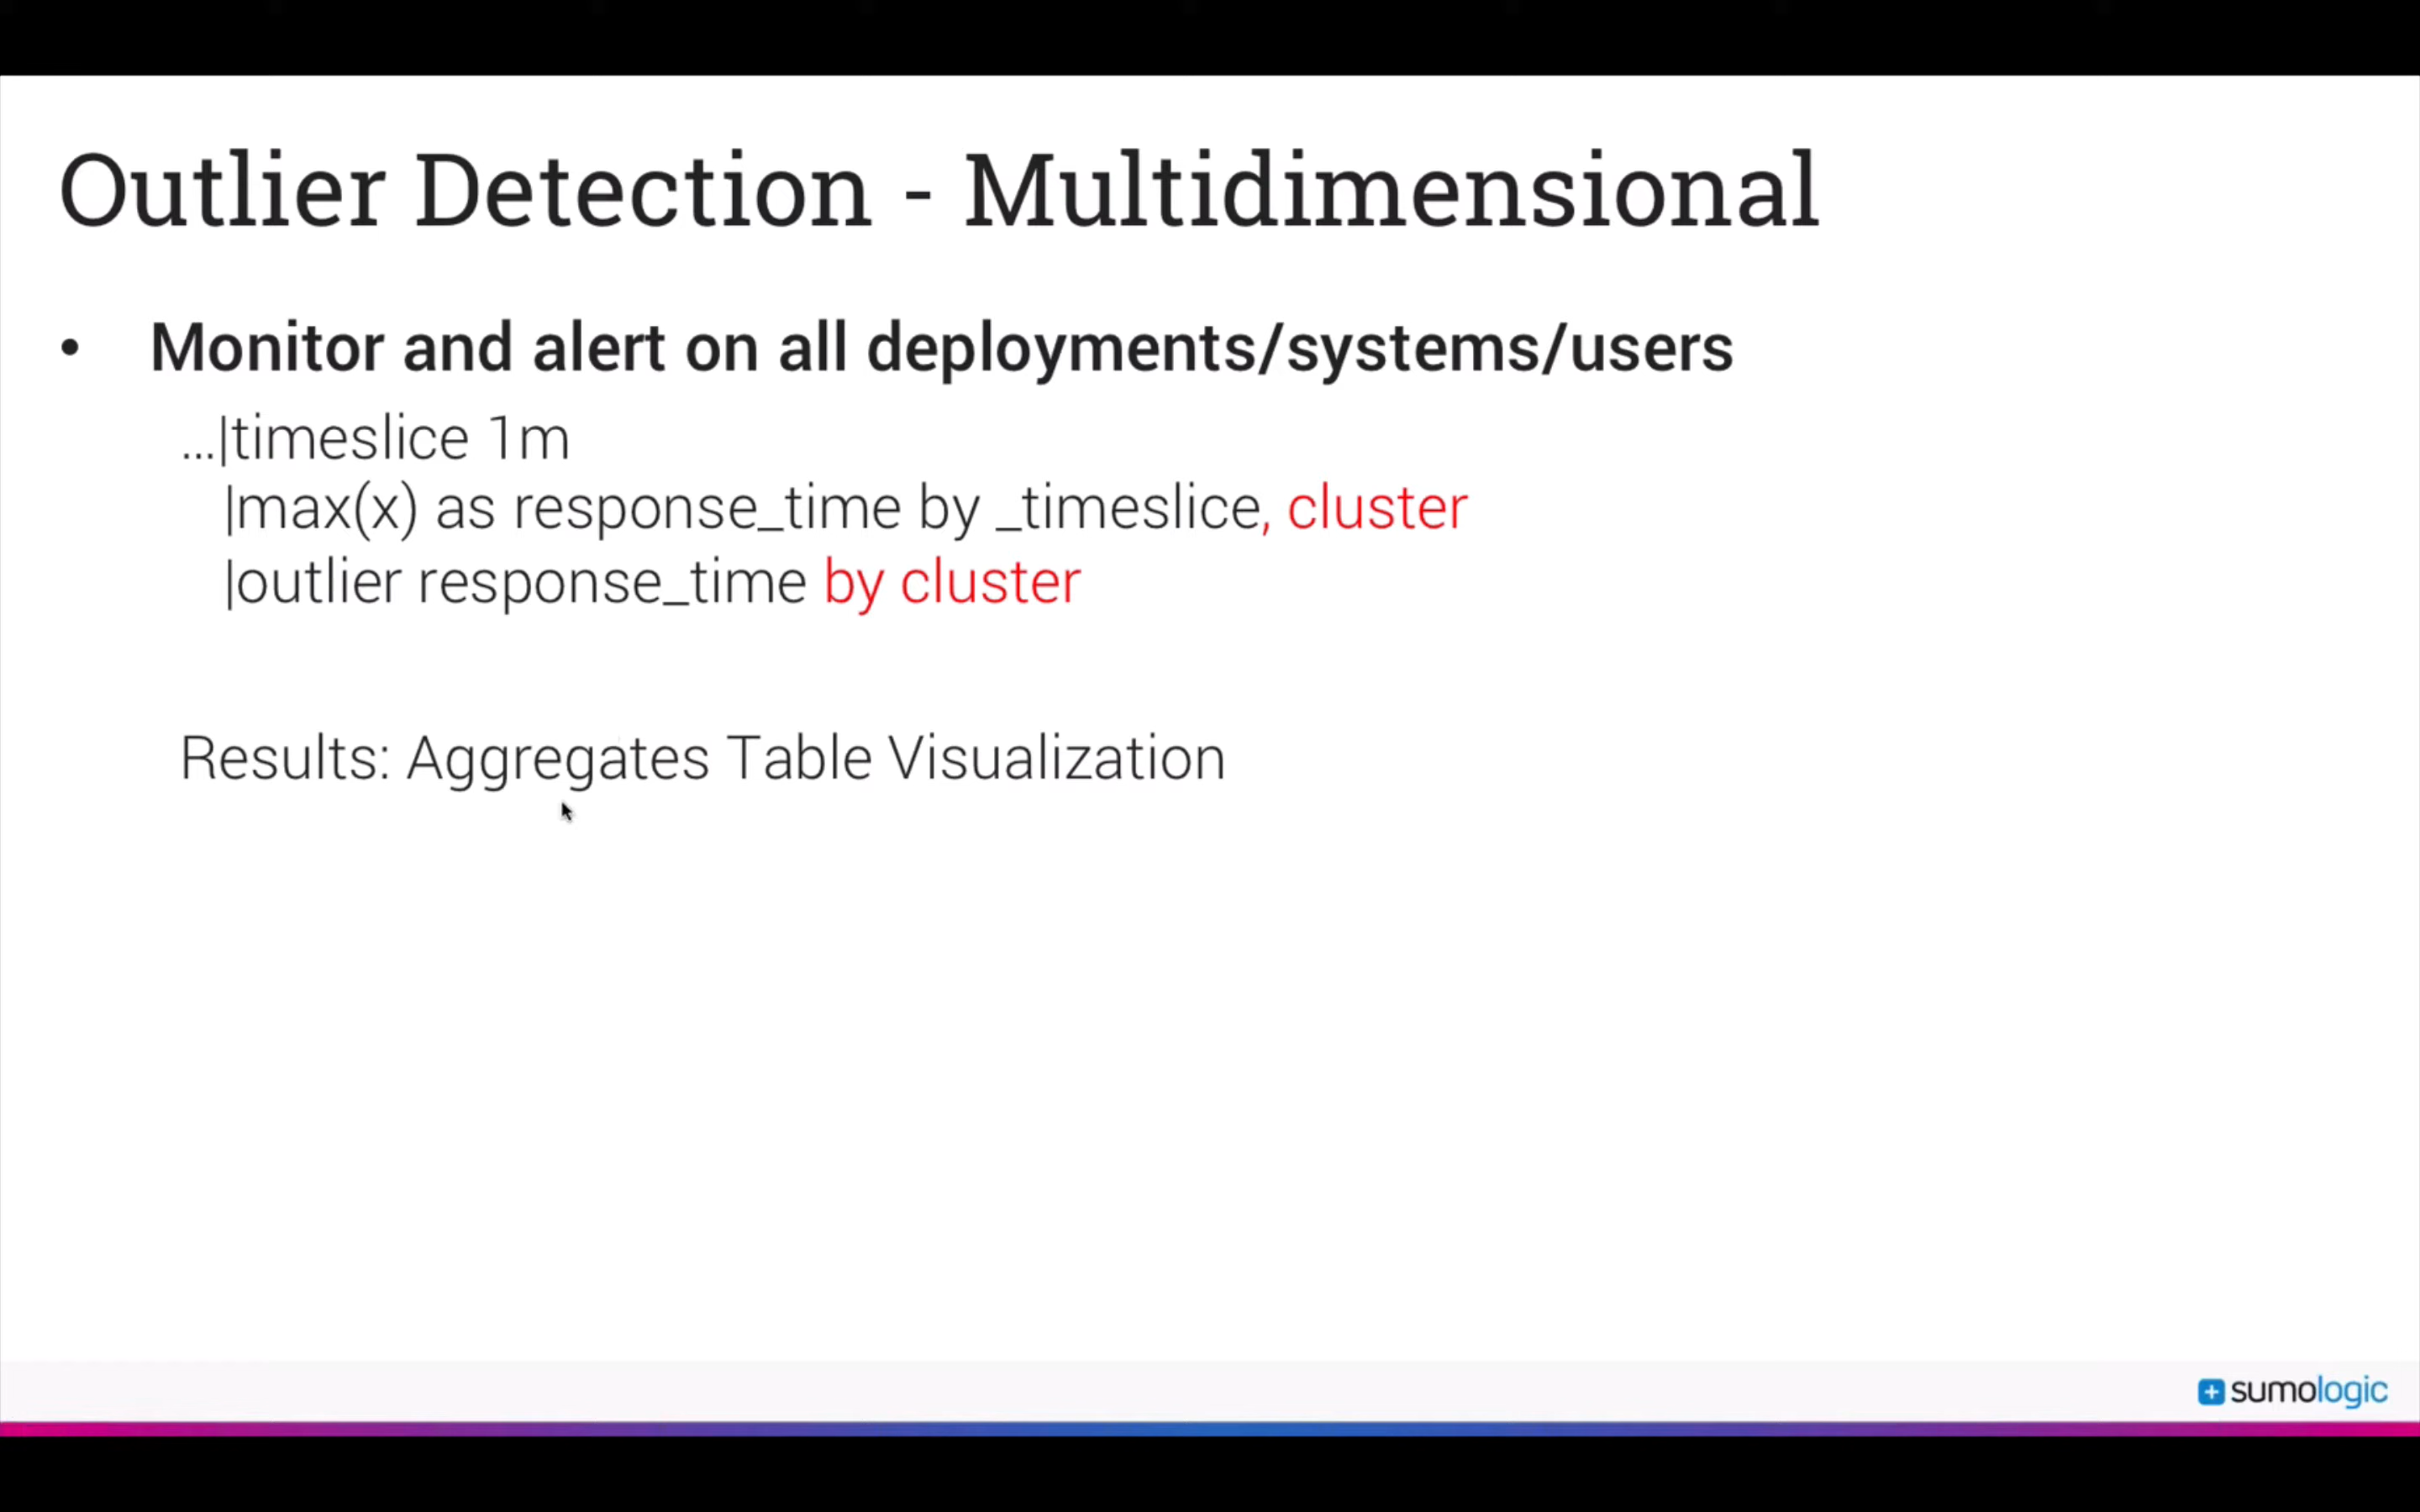 Outlier Detection - Multidimensional
• Monitor and alert on all deployments/systems/users
...|timeslice 1m
|max(x) as response_time by _timeslice, cluster
|outlier response_time by cluster
Results: Aggregates Table Visualization
sumologic